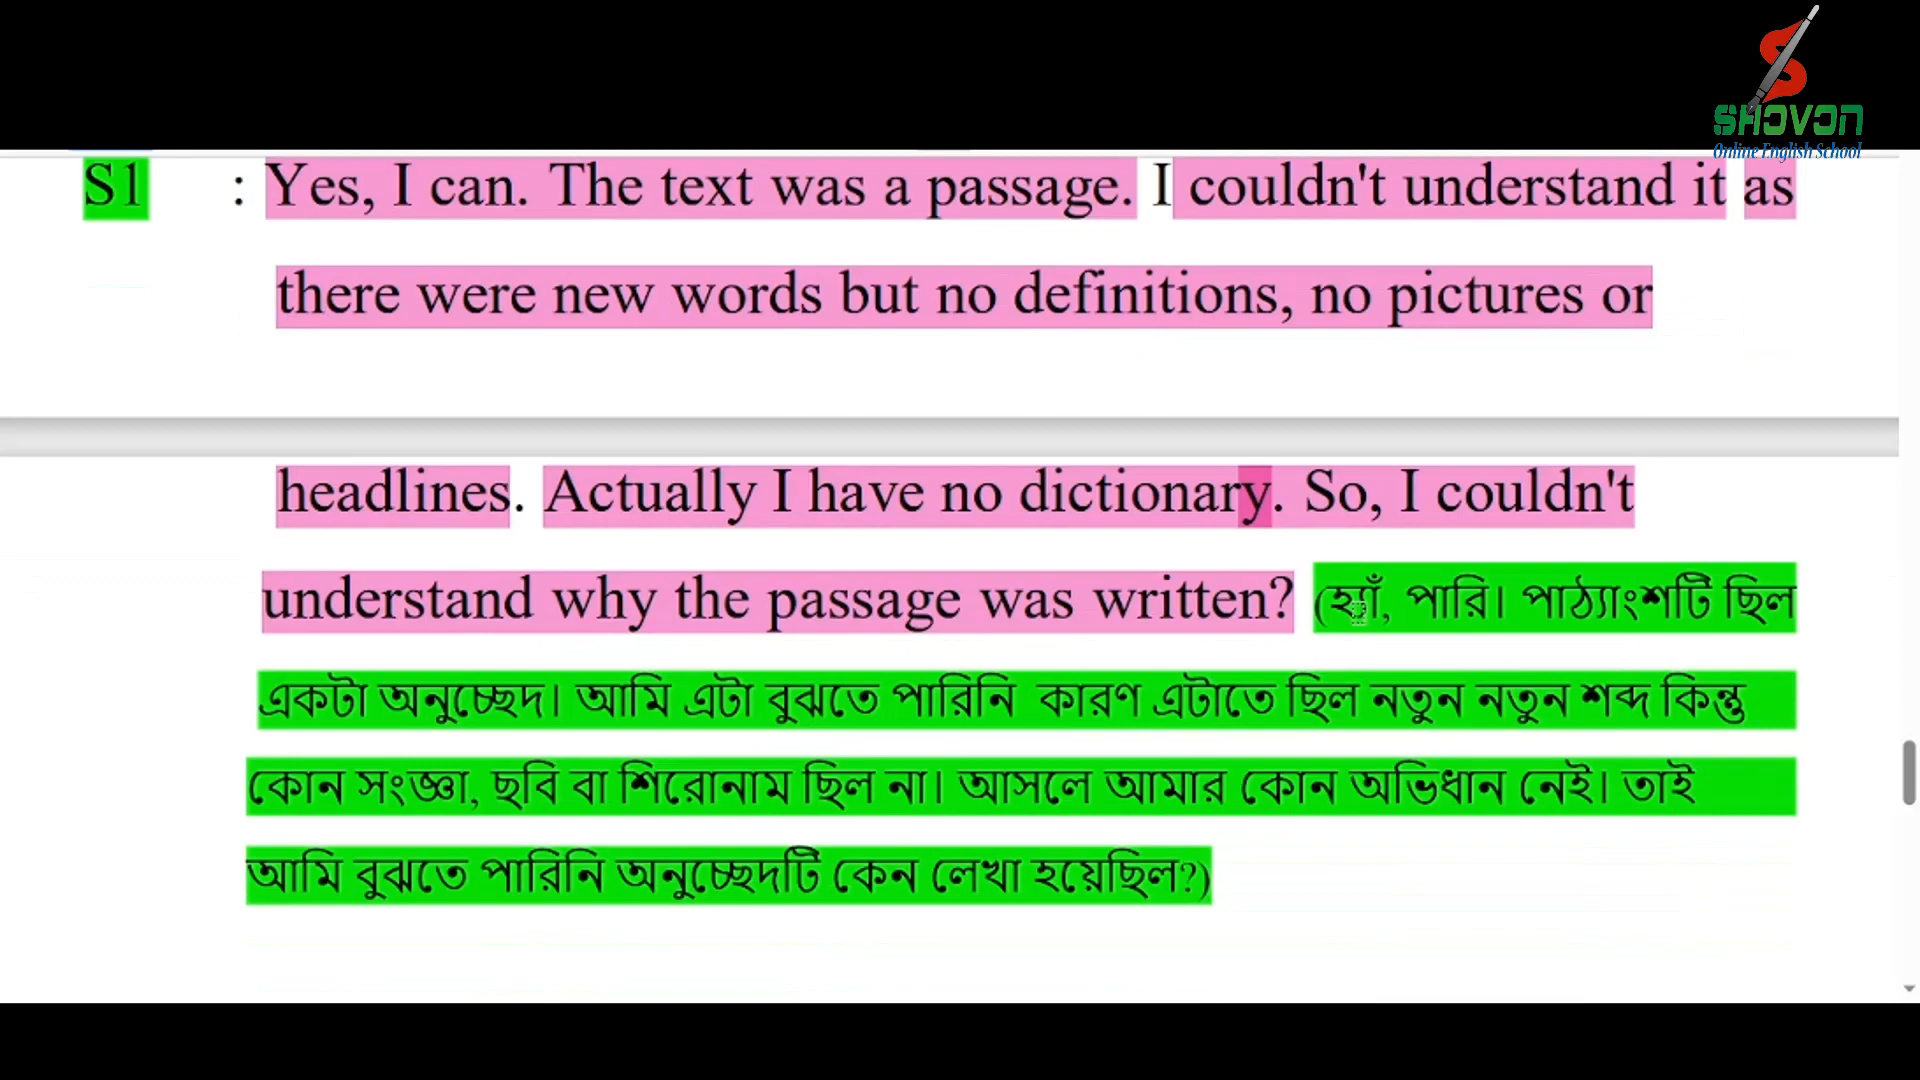 SHOVON
Online English School
S1 : Yes, I can. The text was a passage. I couldn't understand it as
there were new words but no definitions, no pictures or
headlines. Actually I have no dictionary. So, I couldn't
understand why the passage was written? (হ্যাঁ, পারি। পাঠ্যাংশটি ছিল
একটা অনুচ্ছেদ। আমি এটা বুঝতে পারিনি কারণ এটাতে ছিল নতুন নতুন শব্দ কিন্তু
কোন সংজ্ঞা, ছবি বা শিরোনাম ছিল না। আসলে আমার কোন অভিধান নেই। তাই
আমি বুঝতে পারিনি অনুচ্ছেদটি কেন লেখা হয়েছিল?)